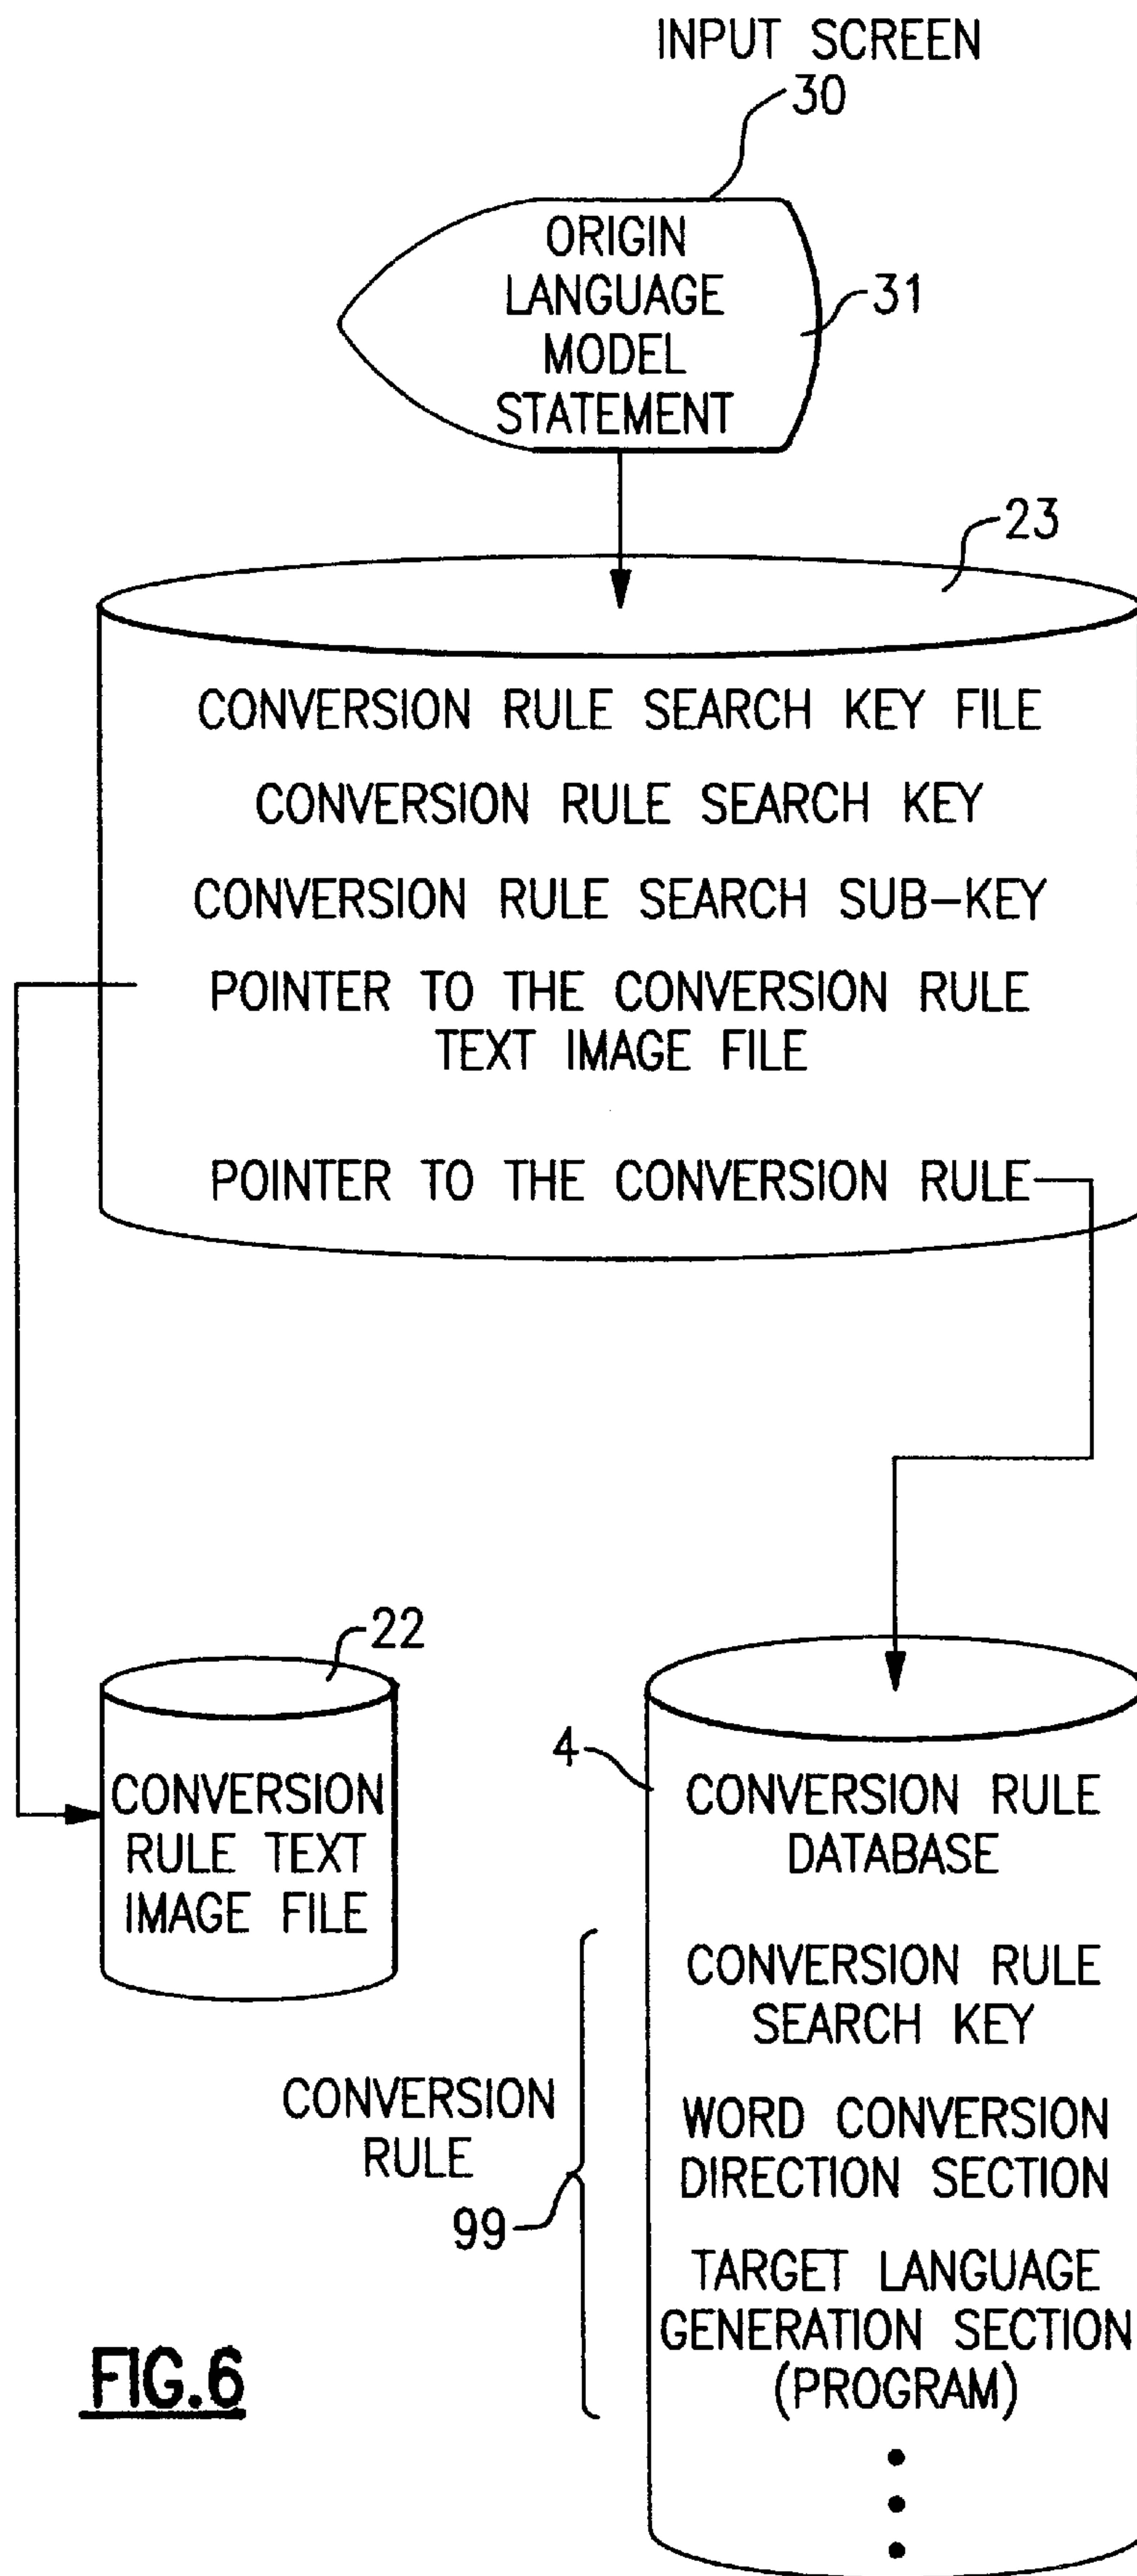 INPUT SCREEN
30
ORIGIN
LANGUAGE
MODEL
STATEMENT
31
23
CONVERSION RULE SEARCH KEY FILE
CONVERSION RULE SEARCH KEY
CONVERSION RULE SEARCH SUB-KEY
POINTER TO THE CONVERSION RULE
TEXT IMAGE FILE
POINTER TO THE CONVERSION RULE
22
CONVERSION
RULE TEXT
IMAGE FILE
4
CONVERSION RULE
DATABASE
CONVERSION RULE
SEARCH KEY
CONVERSION
RULE
99
WORD CONVERSION
DIRECTION SECTION
TARGET LANGUAGE
GENERATION SECTION
(PROGRAM)
FIG.6